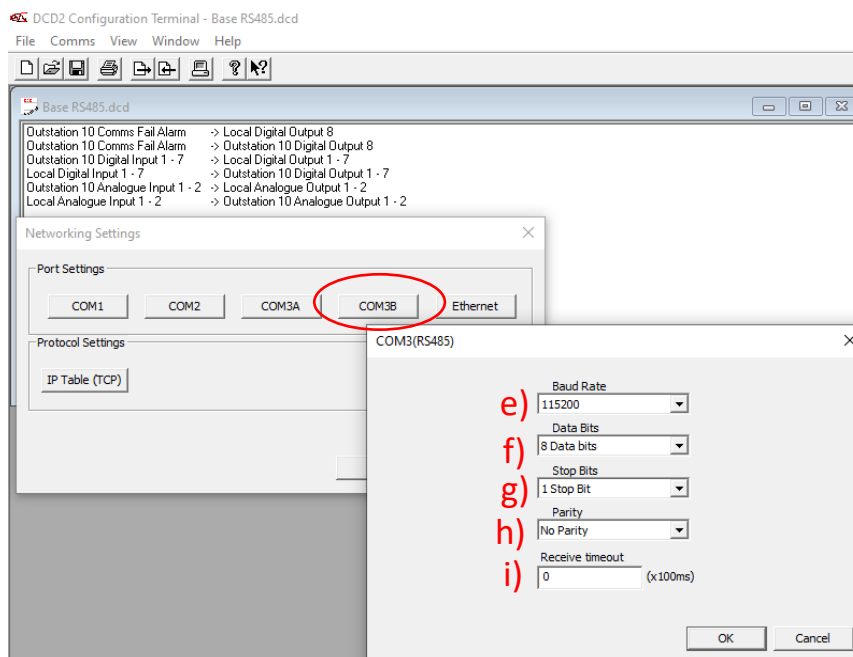 DCD2 Configuration Terminal - Base RS485.dcd
File Comms View Window Help
Base RS485.dcd
Outstation 10 Comms Fail Alarm -> Local Digital Output 8
Outstation 10 Comms Fail Alarm -> Outstation 10 Digital Output 8
Outstation 10 Digital Input 1 - 7 -> Local Digital Output 1 - 7
Local Digital Input 1 - 7 -> Outstation 10 Digital Output 1 - 7
Outstation 10 Analogue Input 1 - 2 -> Local Analogue Output 1 - 2
Local Analogue Input 1 - 2 -> Outstation 10 Analogue Output 1 - 2
Networking Settings
Port Settings
COM1 COM2 COM3A COM3B Ethernet
Protocol Settings
IP Table (TCP)
COM3(RS485)
Baud Rate
e) 115200
Data Bits
f) 8 Data bits
Stop Bits
g) 1 Stop Bit
Parity
h) No Parity
Receive timeout
i) 0 (x100ms)
OK Cancel